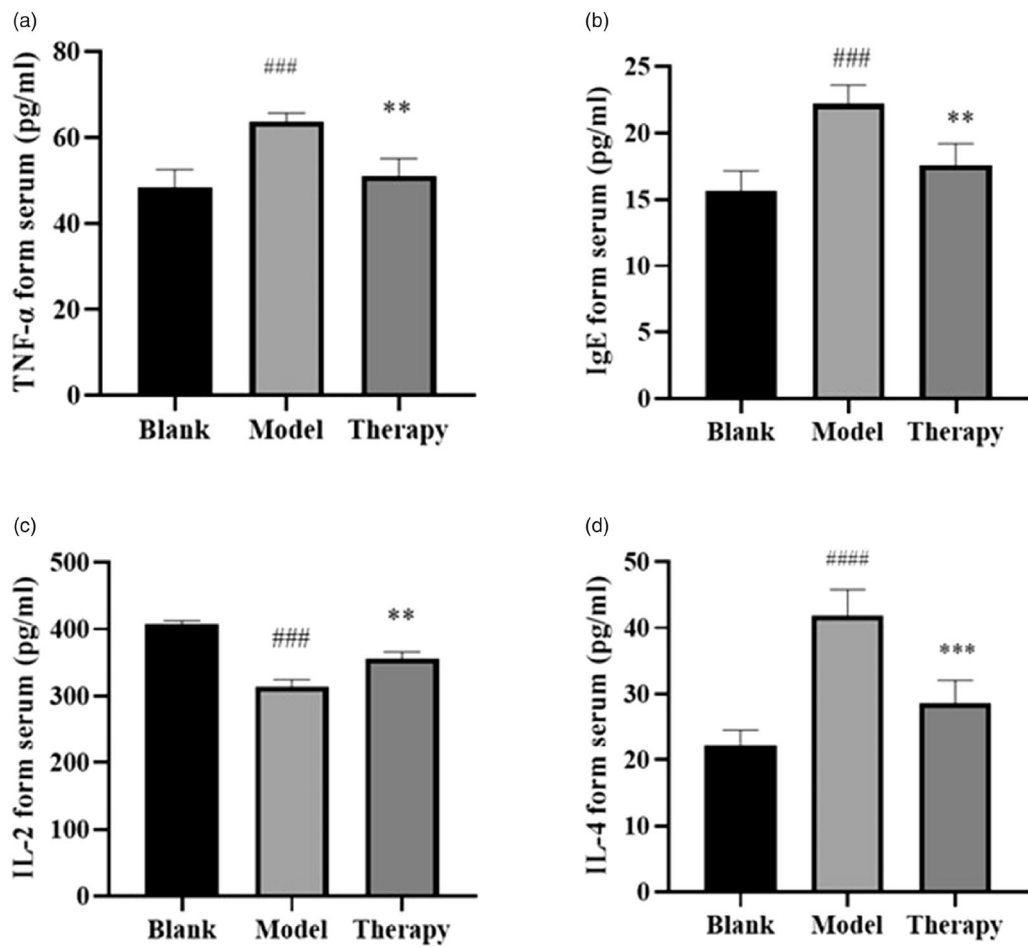 (a)
TNF-α form serum (pg/ml)
80
60
40
20
0
###
**
Blank Model Therapy
(b)
IgE form serum (pg/ml)
25
20
15
10
5
0
###
**
Blank Model Therapy
(c)
IL-2 form serum (pg/ml)
500
400
300
200
100
0
###
**
Blank Model Therapy
(d)
IL-4 form serum (pg/ml)
50
40
30
20
10
0
####
***
Blank Model Therapy